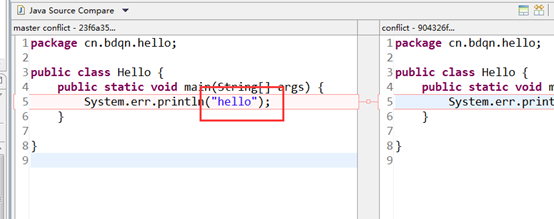 Java Source Compare
master conflict - 23f6a35...
1 package cn.bdqn.hello;
2
3 public class Hello {
4 public static void main(String[] args) {
5 System.err.println("hello");
6 }
7
8 }
9
conflict - 904326f...
1 package cn.bdqn.hello;
2
3 public class Hello {
4 public static void m
5 System.err.print
6 }
7
8 }
9